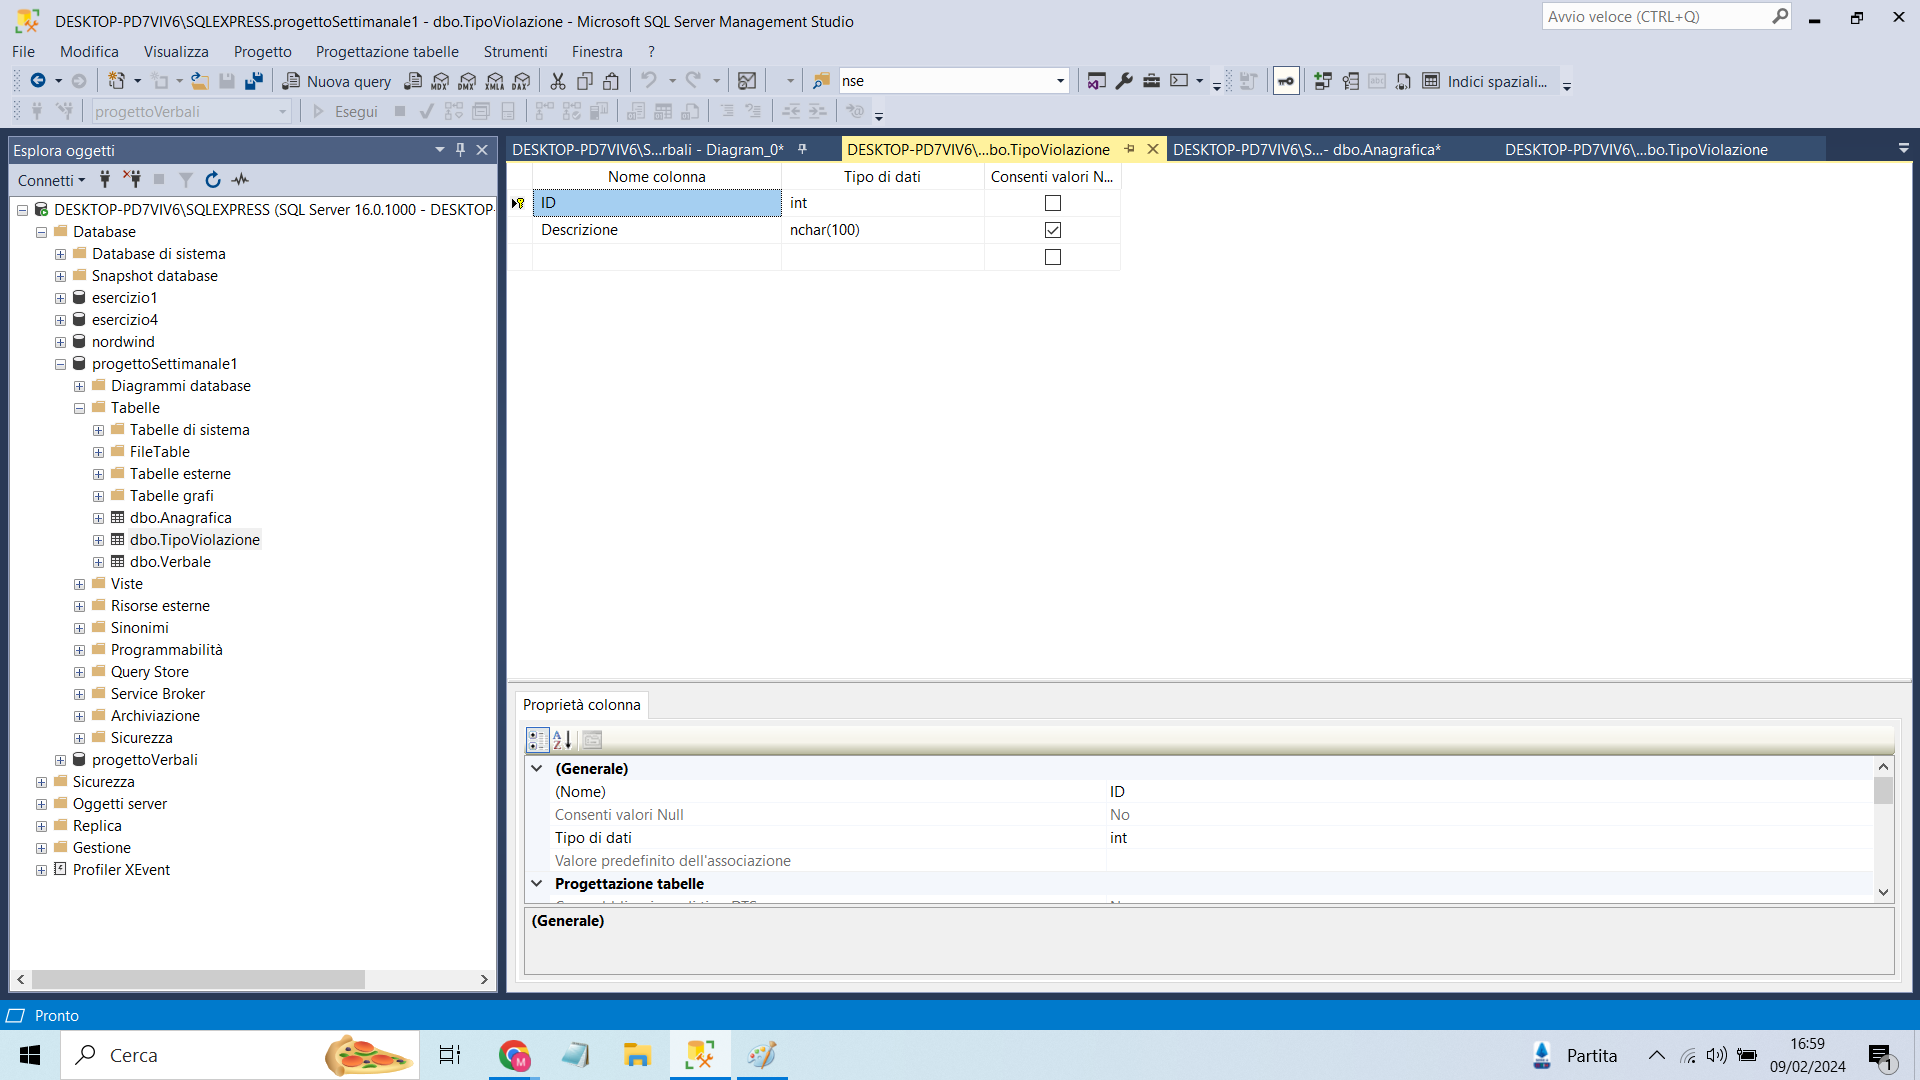 DESKTOP-PD7VIV6\SQLEXPRESS.progettoSettimanale1 - dbo.TipoViolazione - Microsoft SQL Server Management Studio
Avvio veloce (CTRL+Q)
File Modifica Visualizza Progetto Progettazione tabelle Strumenti Finestra ?
Nuova query MDX DMX XMLA DAX nse Indici spaziali...
progettoVerbali Esegui
Esplora oggetti
Connetti
DESKTOP-PD7VIV6\SQLEXPRESS (SQL Server 16.0.1000 - DESKTOP-
Database
Database di sistema
Snapshot database
esercizio1
esercizio4
nordwind
progettoSettimanale1
Diagrammi database
Tabelle
Tabelle di sistema
FileTable
Tabelle esterne
Tabelle grafi
dbo.Anagrafica
dbo.TipoViolazione
dbo.Verbale
Viste
Risorse esterne
Sinonimi
Programmabilità
Query Store
Service Broker
Archiviazione
Sicurezza
progettoVerbali
Sicurezza
Oggetti server
Replica
Gestione
Profiler XEvent
DESKTOP-PD7VIV6\S...rbali - Diagram_0* DESKTOP-PD7VIV6\...bo.TipoViolazione DESKTOP-PD7VIV6\S...- dbo.Anagrafica* DESKTOP-PD7VIV6\...bo.TipoViolazione
Nome colonna Tipo di dati Consenti valori N...
ID int
Descrizione nchar(100)
Proprietà colonna
(Generale)
(Nome) ID
Consenti valori Null No
Tipo di dati int
Valore predefinito dell'associazione
Progettazione tabelle
(Generale)
Pronto
Cerca
M
Partita
16:59
09/02/2024
1